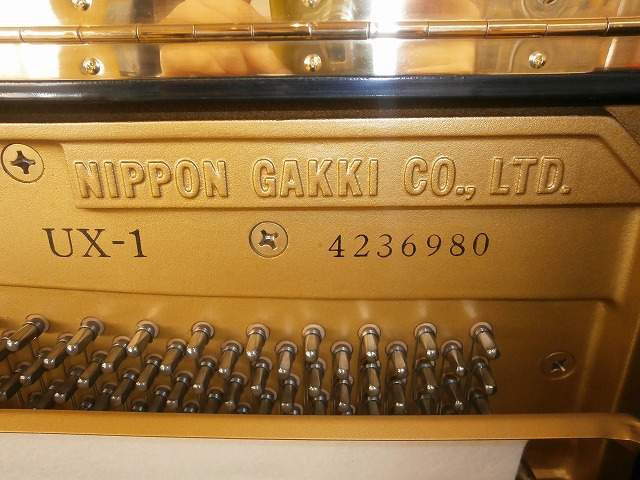 NIPPON GAKKI CO., LTD.
UX-1 4236980